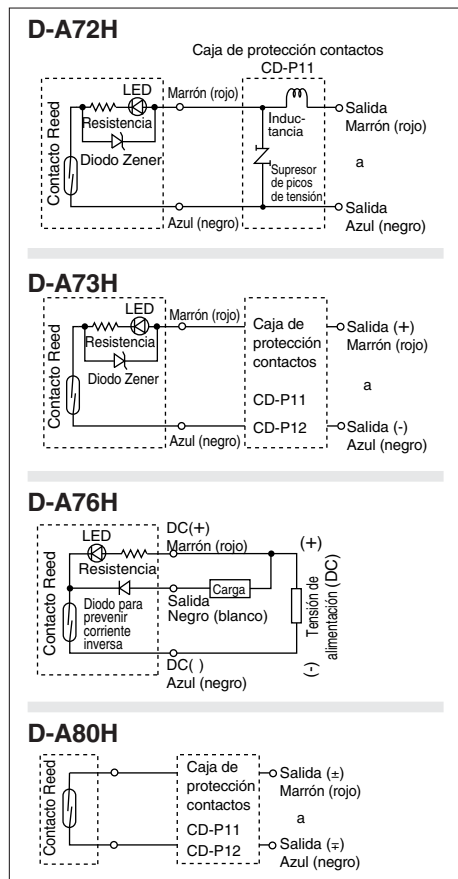 D-A72H
Caja de protección contactos
CD-P11
LED
Marrón (rojo)
Salida
Marrón (rojo)
Resistencia
Induc-
tancia
Diodo Zener
a
Contacto Reed
Supresor
de picos
de tensión
Azul (negro)
Salida
Azul (negro)
D-A73H
LED
Marrón (rojo)
Caja de
protección
contactos
CD-P11
CD-P12
Salida (+)
Marrón (rojo)
Resistencia
Diodo Zener
a
Contacto Reed
Azul (negro)
Salida (-)
Azul (negro)
D-A76H
LED
DC(+)
Marrón (rojo)
(+)
Resistencia
Carga
Salida
Negro (blanco)
Diodo para
prevenir
corriente
inversa
Contacto Reed
Tensión de
alimentación (DC)
DC( )
Azul (negro)
(-)
D-A80H
Contacto Reed
Caja de
protección
contactos
CD-P11
CD-P12
Salida (±)
Marrón (rojo)
a
Salida (∓)
Azul (negro)